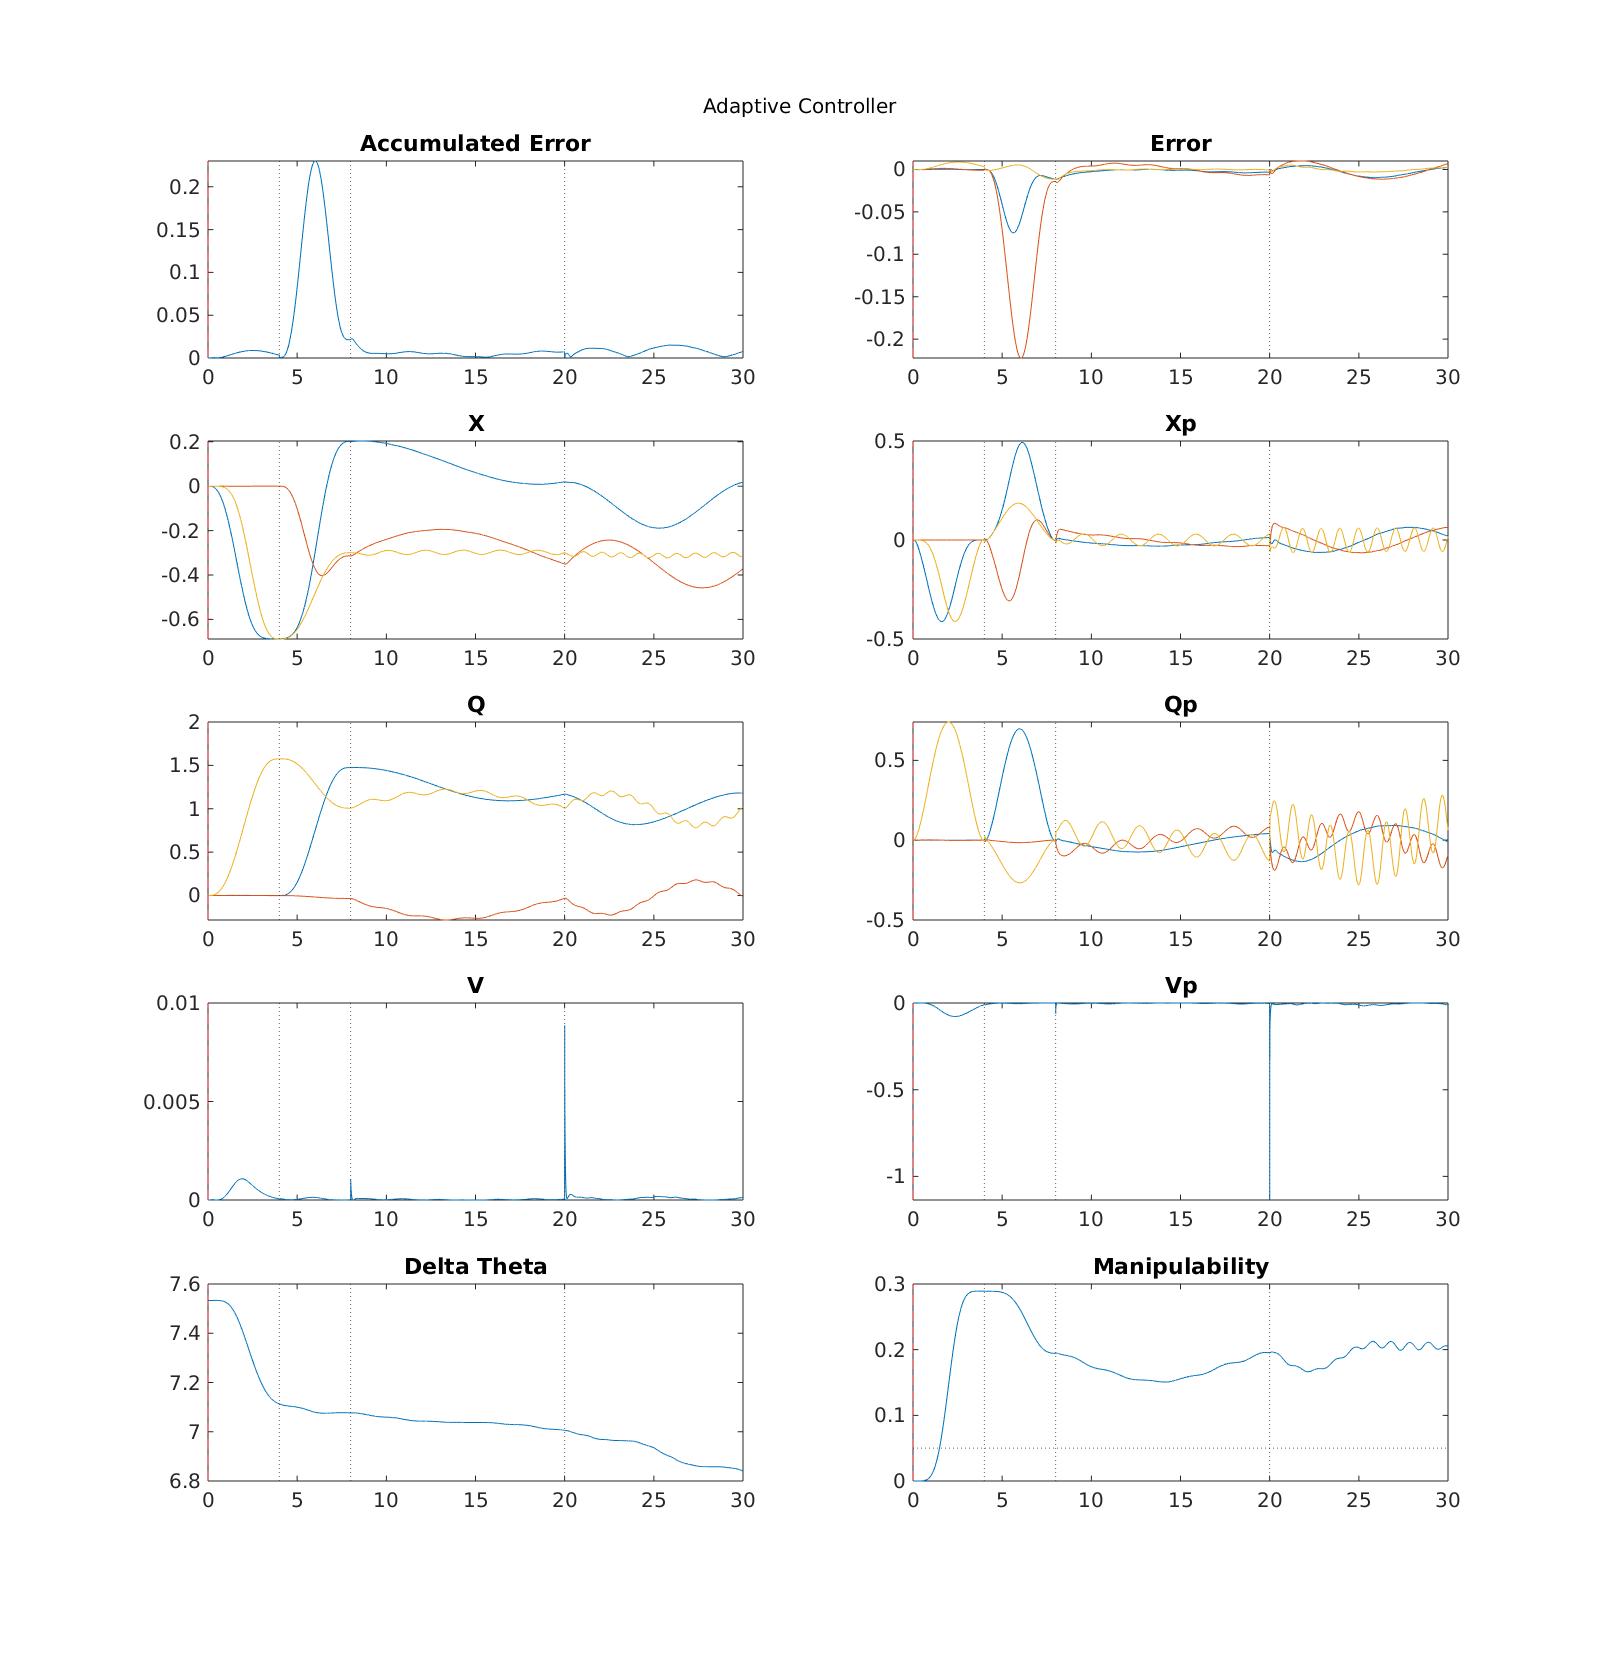 Adaptive Controller
Accumulated Error
0.2
0.15
0.1
0.05
0
0 5 10 15 20 25 30
Error
0
-0.05
-0.1
-0.15
-0.2
0 5 10 15 20 25 30
X
0.2
0
-0.2
-0.4
-0.6
0 5 10 15 20 25 30
Xp
0.5
0
-0.5
0 5 10 15 20 25 30
Q
2
1.5
1
0.5
0
0 5 10 15 20 25 30
Qp
0.5
0
-0.5
0 5 10 15 20 25 30
V
0.01
0.005
0
0 5 10 15 20 25 30
Vp
0
-0.5
-1
0 5 10 15 20 25 30
Delta Theta
7.6
7.4
7.2
7
6.8
0 5 10 15 20 25 30
Manipulability
0.3
0.2
0.1
0
0 5 10 15 20 25 30